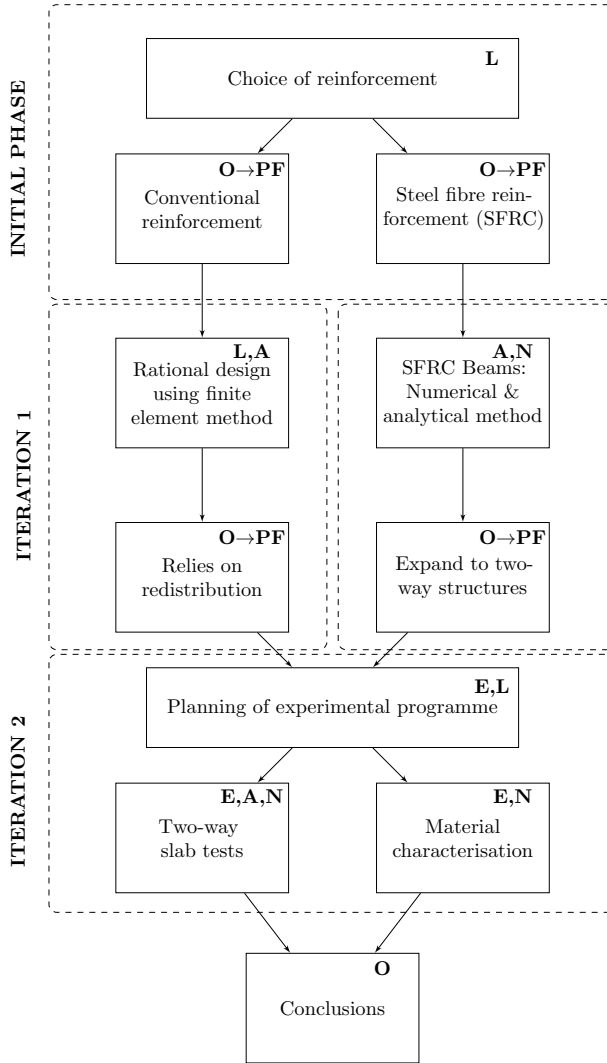 INITIAL PHASE
L
Choice of reinforcement
O→PF
Conventional
reinforcement
O→PF
Steel fibre rein-
forcement (SFRC)
ITERATION 1
L,A
Rational design
using finite
element method
A,N
SFRC Beams:
Numerical &
analytical method
O→PF
Relies on
redistribution
O→PF
Expand to two-
way structures
ITERATION 2
E,L
Planning of experimental programme
E,A,N
Two-way
slab tests
E,N
Material
characterisation
O
Conclusions